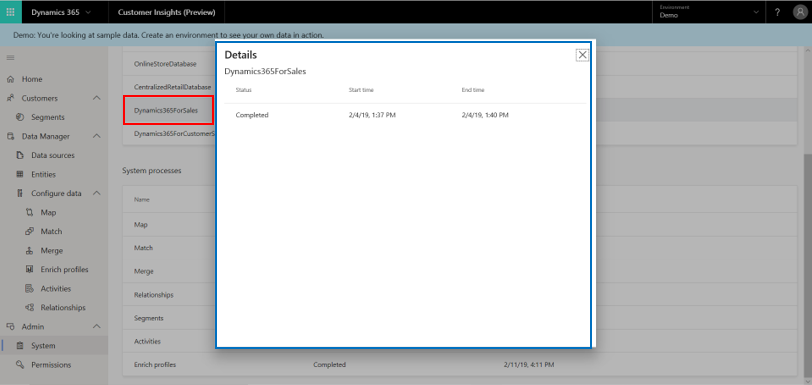 Dynamics 365
Customer Insights (Preview)
Environment
Demo
?
Demo: You're looking at sample data. Create an environment to see your own data in action.
Home
Customers
Segments
Data Manager
Data sources
Entities
Configure data
Map
Match
Merge
Enrich profiles
Activities
Relationships
Admin
System
Permissions
OnlineStoreDatabase
CentralizedRetailDatabase
Dynamics365ForSales
Dynamics365ForCustomerS
System processes
Name
Map
Match
Merge
Relationships
Segments
Activities
Enrich profiles Completed 2/11/19, 4:11 PM
Details
Dynamics365ForSales
Status Start time End time
Completed 2/4/19, 1:37 PM 2/4/19, 1:40 PM